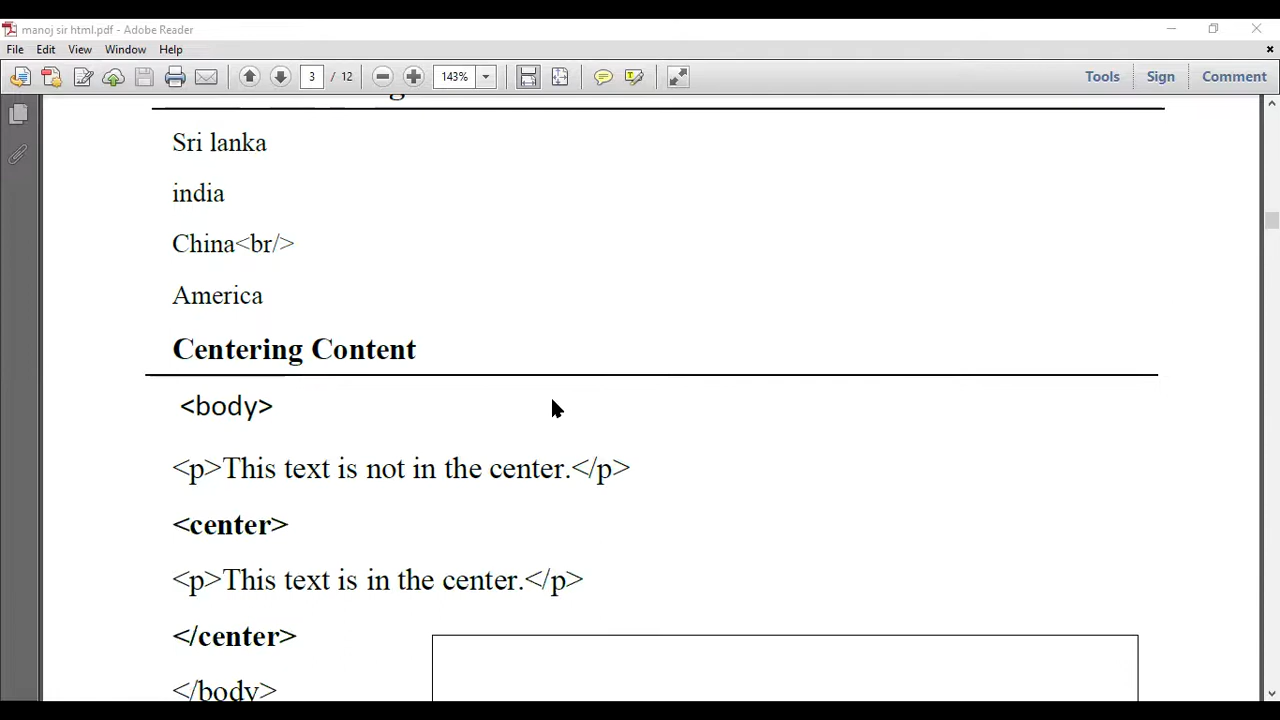 manoj sir html.pdf - Adobe Reader
File Edit View Window Help
3 / 12 143% Tools Sign Comment
Sri lanka
india
China<br/>
America
Centering Content
<body>
<p>This text is not in the center.</p>
<center>
<p>This text is in the center.</p>
</center>
</body>